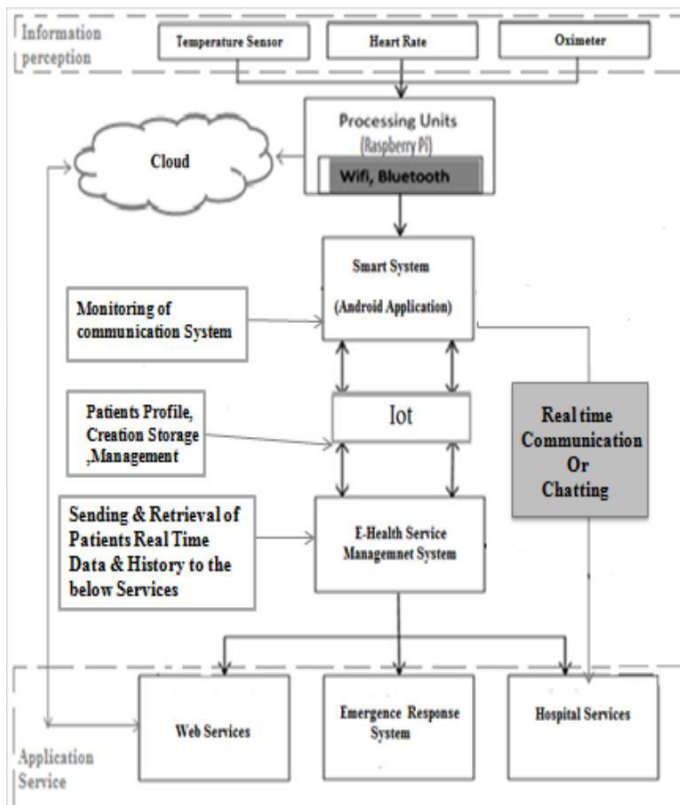 Information
perception
Temperature Sensor
Heart Rate
Oximeter
Processing Units
(Raspberry Pi)
Wifi, Bluetooth
Cloud
Smart System
(Android Application)
Monitoring of
communication System
Patients Profile,
Creation Storage
,Management
Iot
Real time
Communication
Or
Chatting
Sending & Retrieval of
Patients Real Time
Data & History to the
below Services
E-Health Service
Managemnet System
Application
Service
Web Services
Emergence Response
System
Hospital Services